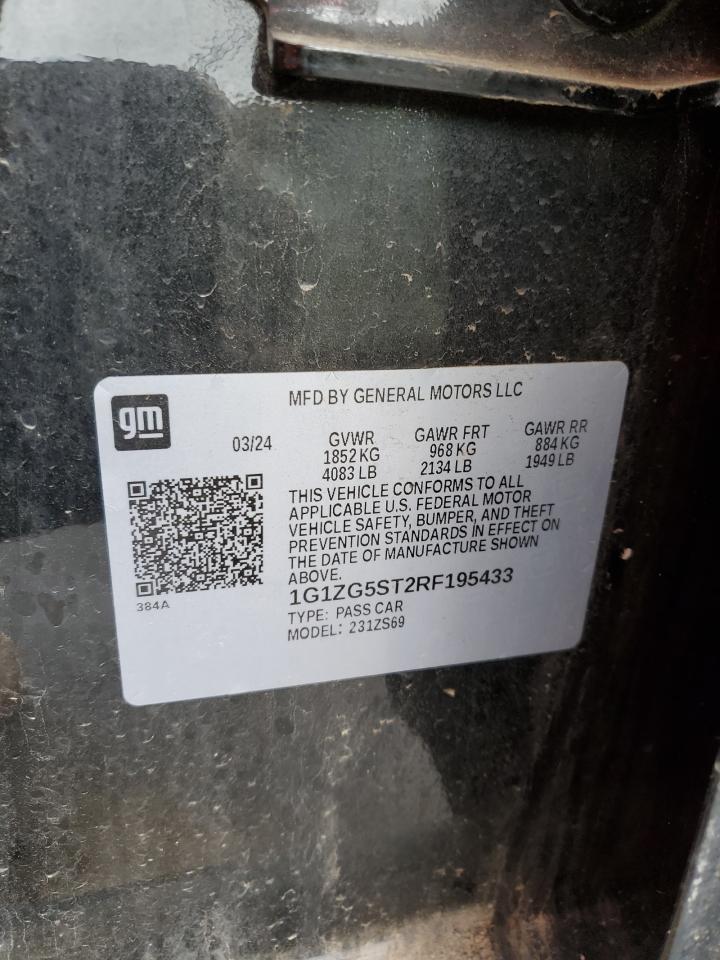 gm
MFD BY GENERAL MOTORS LLC
03/24
GVWR GAWR FRT GAWR RR
1852 KG 968 KG 884 KG
4083 LB 2134 LB 1949 LB
THIS VEHICLE CONFORMS TO ALL
APPLICABLE U.S. FEDERAL MOTOR
VEHICLE SAFETY, BUMPER, AND THEFT
PREVENTION STANDARDS IN EFFECT ON
THE DATE OF MANUFACTURE SHOWN
ABOVE.
384A
1G1ZG5ST2RF195433
TYPE: PASS CAR
MODEL: 231ZS69